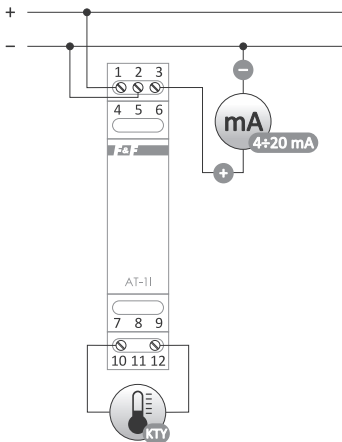 +
−
1 2 3
−
4 5 6
mA
4÷20 mA
F&F
+
AT-1I
7 8 9
10 11 12
KTY